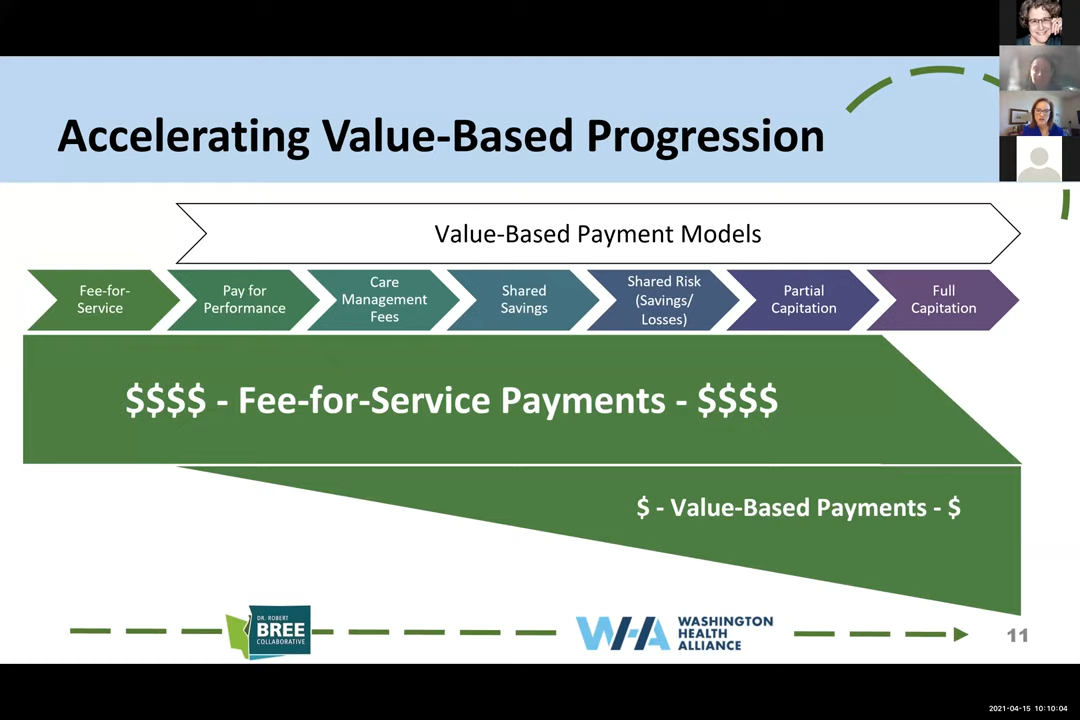 Accelerating Value-Based Progression
Value-Based Payment Models
Fee-for-
Service
Pay for
Performance
Care
Management
Fees
Shared
Savings
Shared Risk
(Savings/
Losses)
Partial
Capitation
Full
Capitation
$$$$ - Fee-for-Service Payments - $$$$
$ - Value-Based Payments - $
DR. ROBERT
BREE
COLLABORATIVE
WHA
WASHINGTON
HEALTH
ALLIANCE
11
2021-04-15 10:10:04